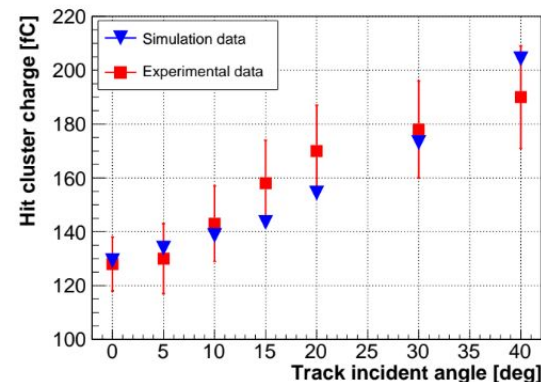 Hit cluster charge [fC]
220
200
180
160
140
120
100
Simulation data
Experimental data
0 5 10 15 20 25 30 35 40
Track incident angle [deg]